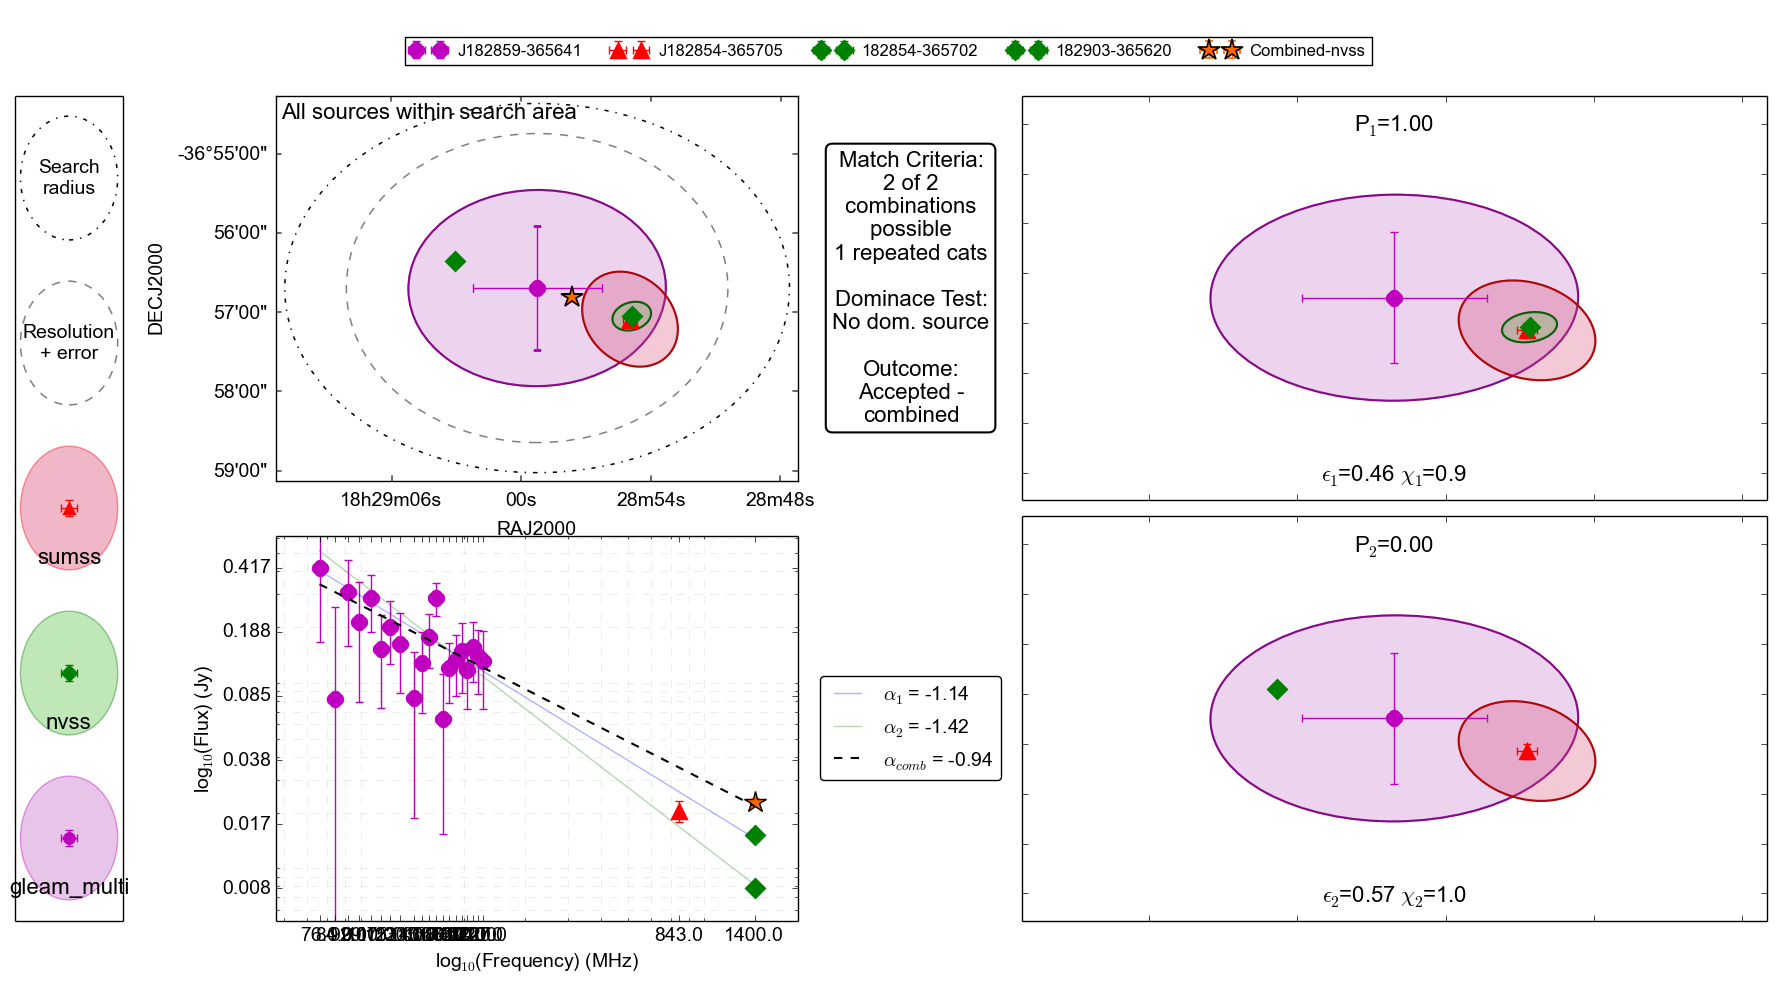 J182859-365641 J182854-365705 182854-365702 182903-365620 Combined-nvss
Search
radius
Resolution
+ error
sumss
nvss
gleam_multi
All sources within search area
DECJ2000
-36°55'00"
56'00"
57'00"
58'00"
59'00"
18h29m06s 00s 28m54s 28m48s
RAJ2000
Match Criteria:
2 of 2
combinations
possible
1 repeated cats
Dominace Test:
No dom. source
Outcome:
Accepted -
combined
P1=1.00
ϵ1=0.46 χ1=0.9
P2=0.00
ϵ2=0.57 χ2=1.0
log10(Flux) (Jy)
0.417
0.188
0.085
0.038
0.017
0.008
843.0 1400.0
log10(Frequency) (MHz)
α1 = -1.14
α2 = -1.42
αcomb = -0.94